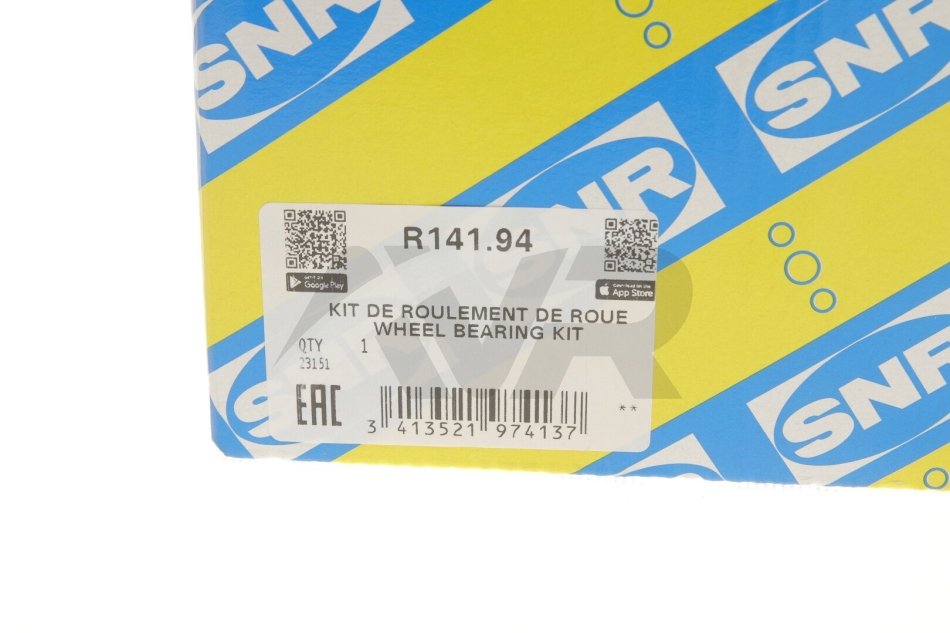 SNR
SNR
SNR
R141.94
GET IT ON
Google Play
Download on the
App Store
KIT DE ROULEMENT DE ROUE
WHEEL BEARING KIT
QTY 1
23151
EAC
3 413521 974137
**
SNR